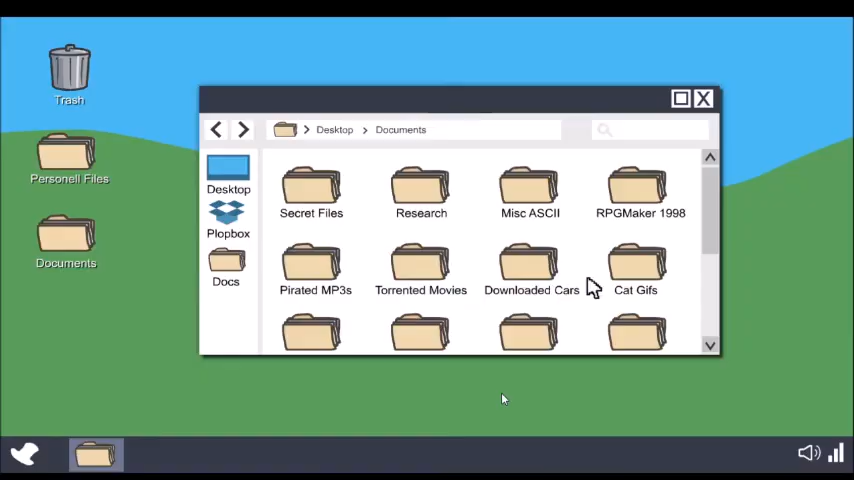 Trash
Personell Files
Documents
X
Desktop Documents
Desktop
Plopbox
Docs
Secret Files Research Misc ASCII RPGMaker 1998
Pirated MP3s Torrented Movies Downloaded Cars Cat Gifs